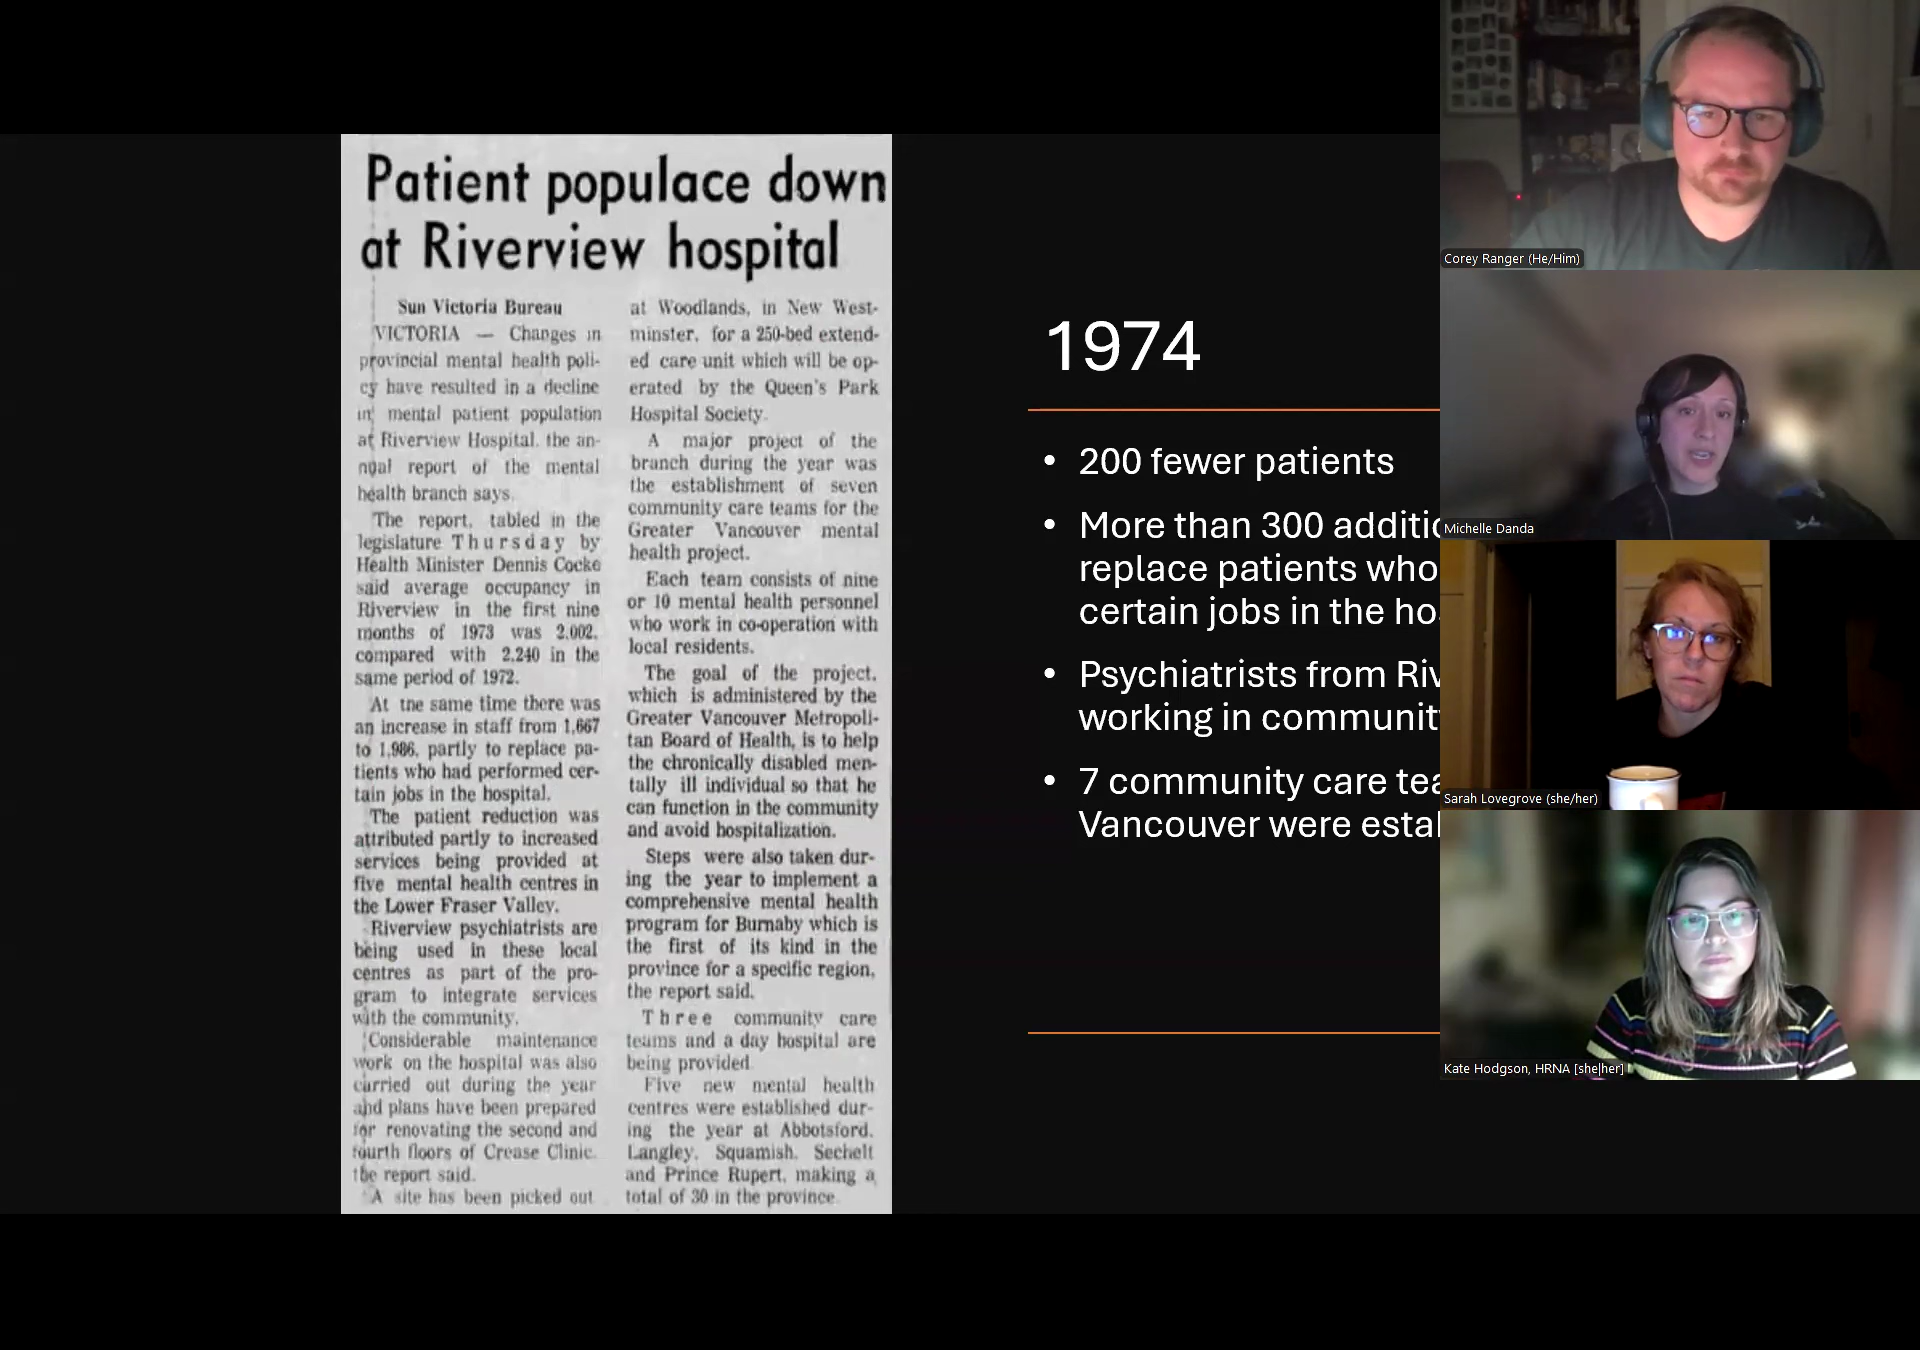 Patient populace down
at Riverview hospital
Sun Victoria Bureau
VICTORIA — Changes in
provincial mental health poli-
cy have resulted in a decline
in mental patient population
at Riverview Hospital, the an-
nual report of the mental
health branch says.
The report, tabled in the
legislature Thursday by
Health Minister Dennis Cocke
said average occupancy in
Riverview in the first nine
months of 1973 was 2,002,
compared with 2,240 in the
same period of 1972.
At the same time there was
an increase in staff from 1,667
to 1,986, partly to replace pa-
tients who had performed cer-
tain jobs in the hospital.
The patient reduction was
attributed partly to increased
services being provided at
five mental health centres in
the Lower Fraser Valley.
Riverview psychiatrists are
being used in these local
centres as part of the pro-
gram to integrate services
with the community.
Considerable maintenance
work on the hospital was also
carried out during the year
and plans have been prepared
for renovating the second and
fourth floors of Crease Clinic,
the report said.
A site has been picked out
at Woodlands, in New West-
minster, for a 250-bed extend-
ed care unit which will be op-
erated by the Queen's Park
Hospital Society.
A major project of the
branch during the year was
the establishment of seven
community care teams for the
Greater Vancouver mental
health project.
Each team consists of nine
or 10 mental health personnel
who work in co-operation with
local residents.
The goal of the project,
which is administered by the
Greater Vancouver Metropoli-
tan Board of Health, is to help
the chronically disabled men-
tally ill individual so that he
can function in the community
and avoid hospitalization.
Steps were also taken dur-
ing the year to implement a
comprehensive mental health
program for Burnaby which is
the first of its kind in the
province for a specific region,
the report said.
Three community care
teams and a day hospital are
being provided.
Five new mental health
centres were established dur-
ing the year at Abbotsford,
Langley, Squamish, Sechelt
and Prince Rupert, making a
total of 30 in the province.
1974
• 200 fewer patients
• More than 300 additio
replace patients who
certain jobs in the ho
• Psychiatrists from Riv
working in communit
• 7 community care tea
Vancouver were estal
Corey Ranger (He/Him)
Michelle Danda
Sarah Lovegrove (she/her)
Kate Hodgson, HRNA [she|her]